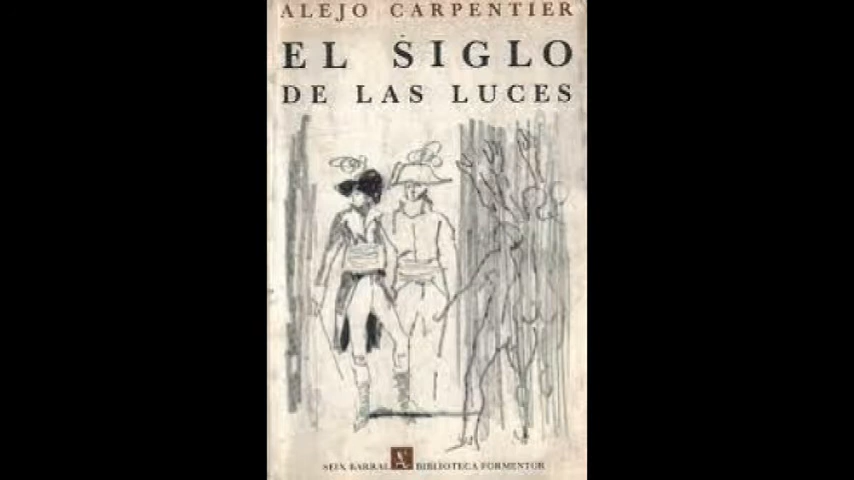 ALEJO CARPENTIER
EL SIGLO
DE LAS LUCES
SEIX BARRAL BIBLIOTECA FORMENTOR